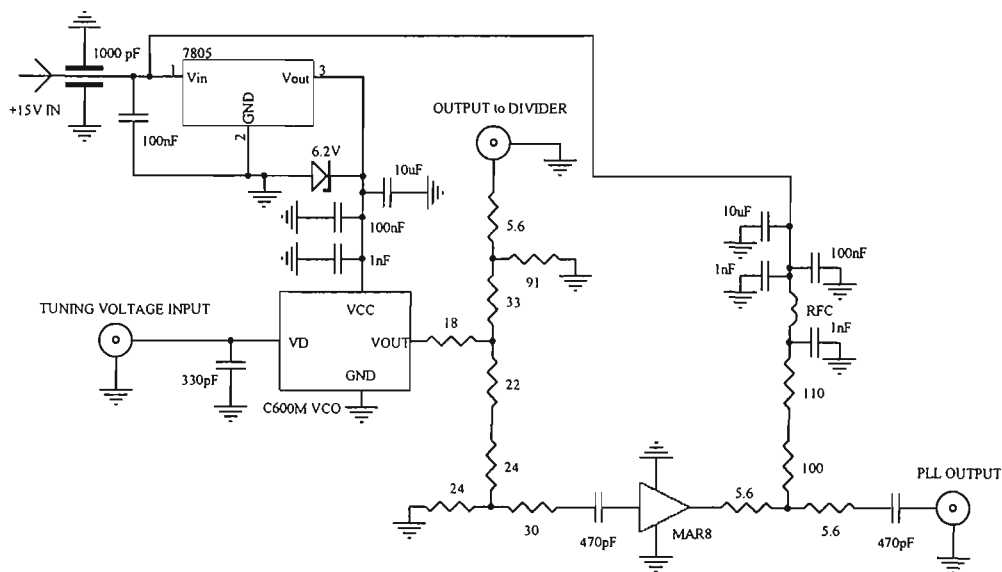 1000 pF
7805
1
Vin
Vout
3
GND
2
+15V IN
100nF
6.2V
10uF
100nF
1nF
OUTPUT to DIVIDER
5.6
91
33
10uF
100nF
1nF
RFC
1nF
TUNING VOLTAGE INPUT
VCC
VD
VOUT
GND
18
330pF
C600M VCO
22
110
24
100
PLL OUTPUT
24
30
470pF
MAR8
5.6
5.6
470pF